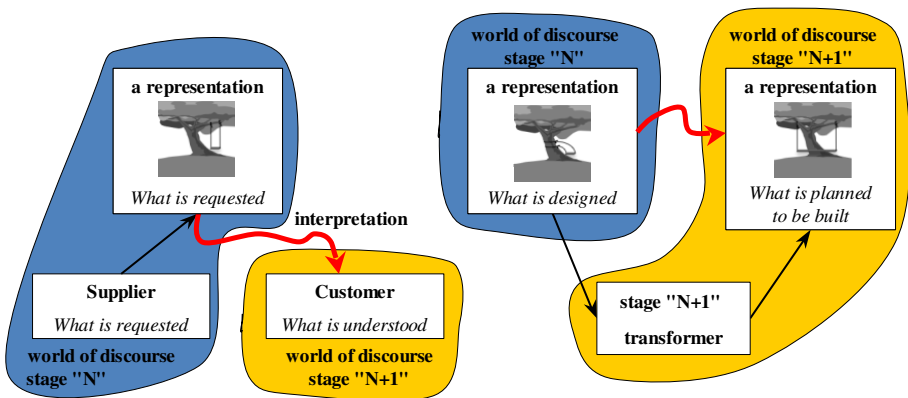 world of discourse
stage "N"
a representation
What is requested
interpretation
Supplier
What is requested
Customer
What is understood
world of discourse
stage "N"
world of discourse
stage "N+1"
a representation
What is designed
world of discourse
stage "N+1"
a representation
What is planned
to be built
stage "N+1"
transformer